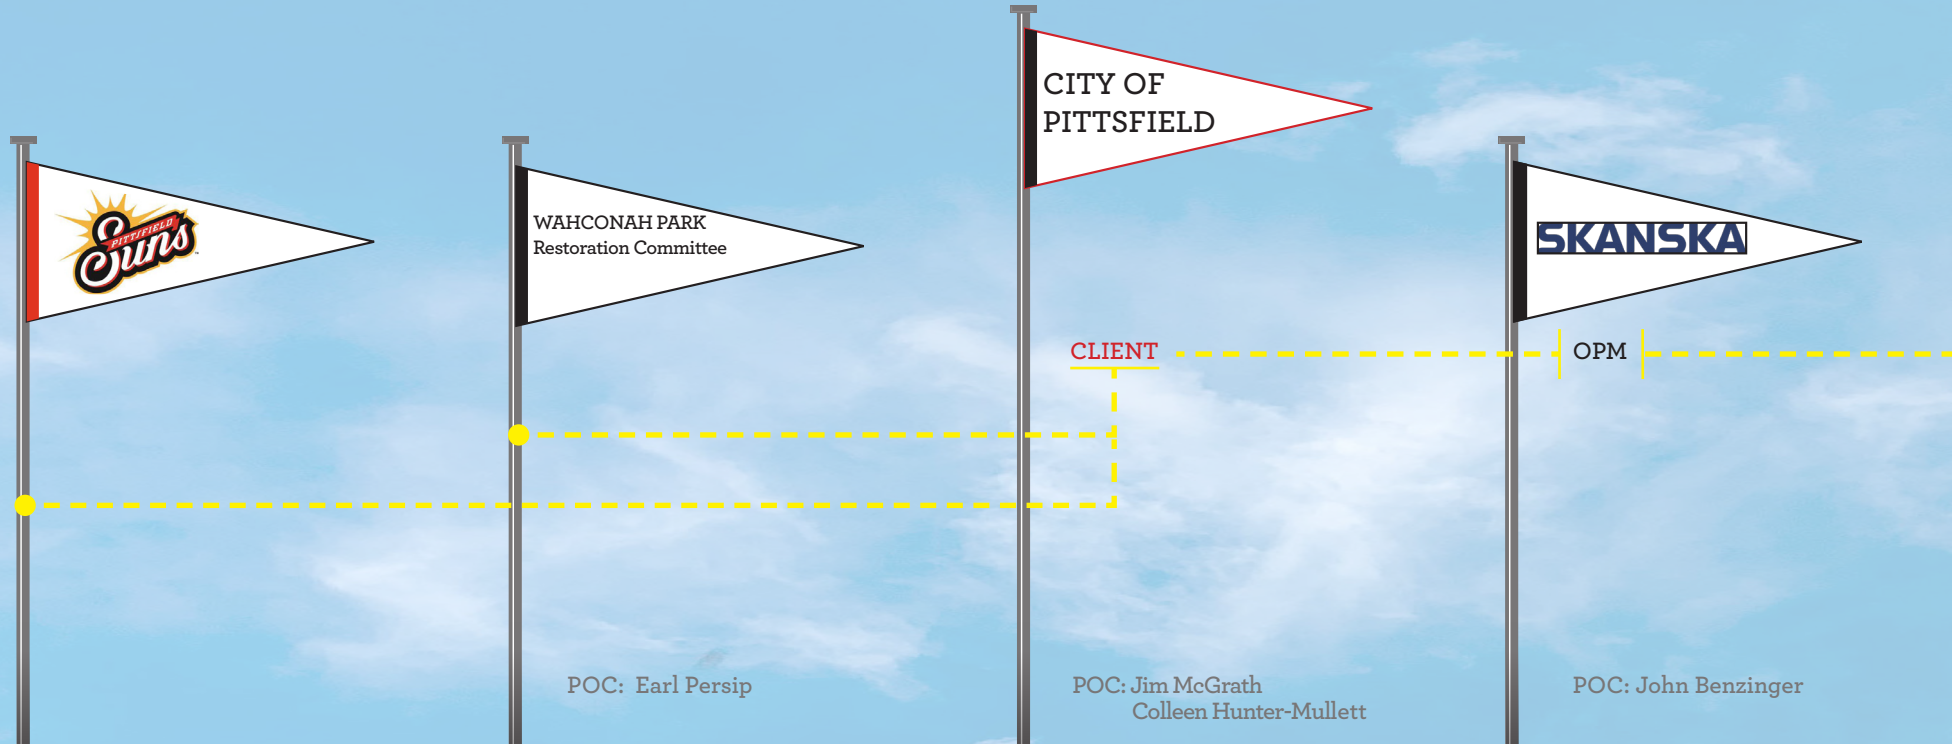 PITTSFIELD
Suns
WAHCONAH PARK
Restoration Committee
CITY OF
PITTSFIELD
SKANSKA
CLIENT
OPM
POC: Earl Persip
POC: Jim McGrath
Colleen Hunter-Mullett
POC: John Benzinger